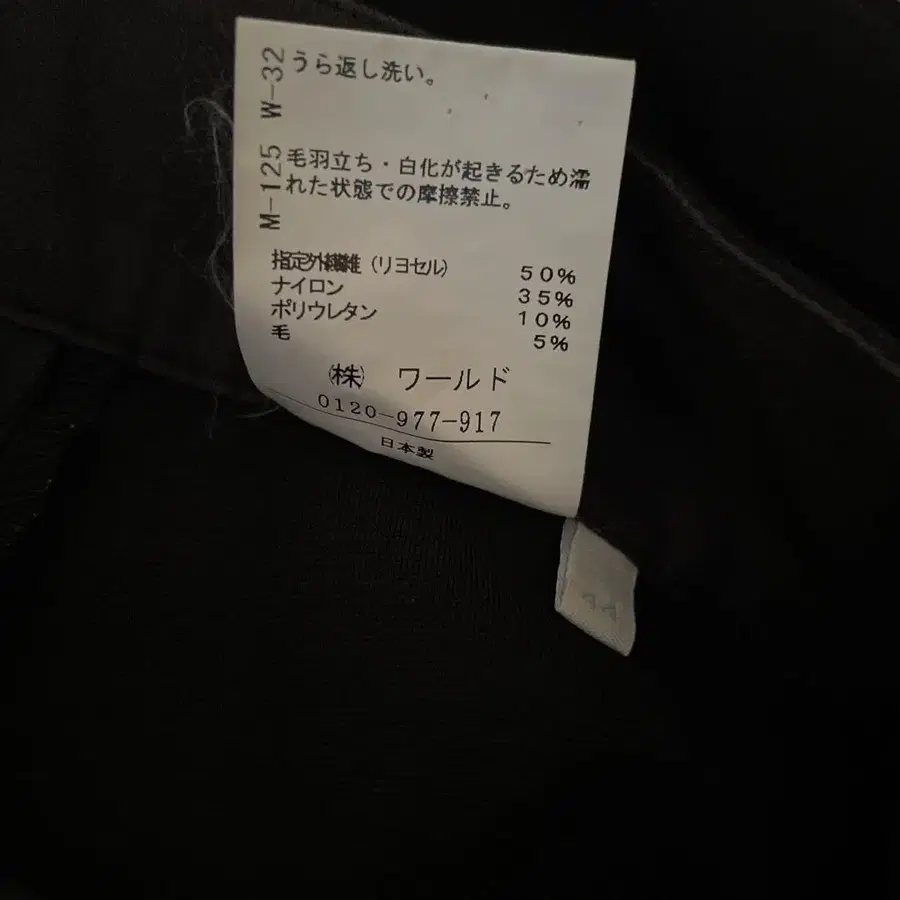 W-32
うら返し洗い。
M-125
毛羽立ち・白化が起きるため濡
れた状態での摩擦禁止。
指定外繊維(リヨセル) 50%
ナイロン 35%
ポリウレタン 10%
毛 5%
(株) ワールド
0120-977-917
日本製